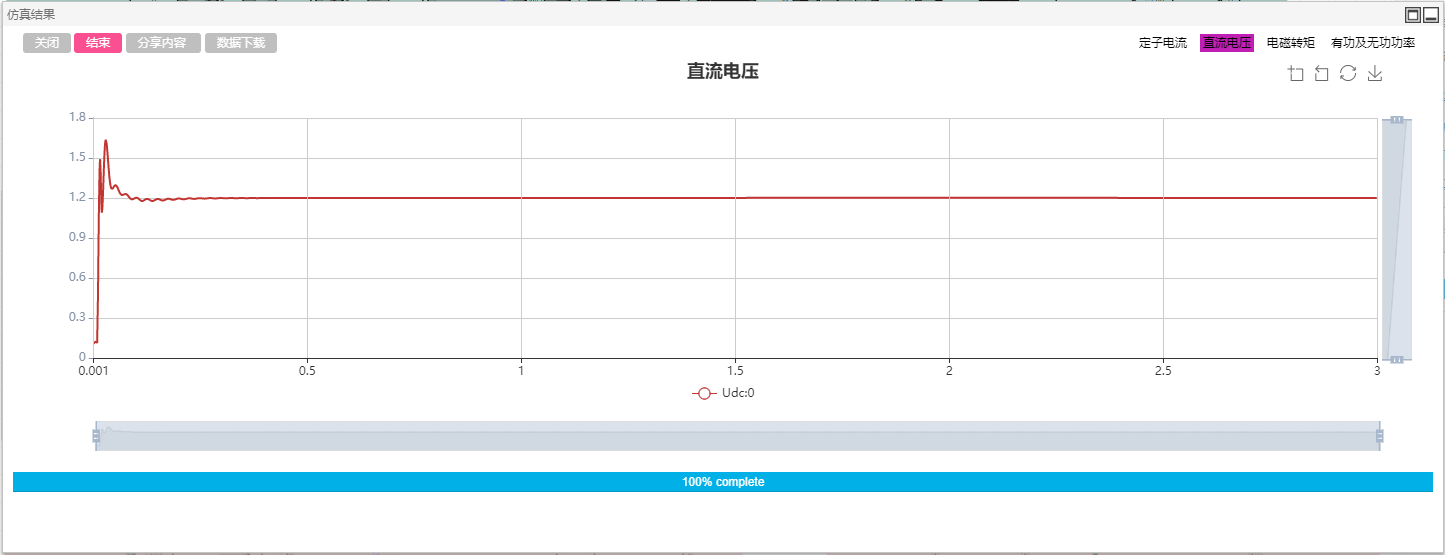 仿真结果
关闭 结束 分享内容 数据下载
定子电流 直流电压 电磁转矩 有功及无功功率
直流电压
1.8
1.5
1.2
0.9
0.6
0.3
0
0.001 0.5 1 1.5 2 2.5 3
Udc:0
100% complete